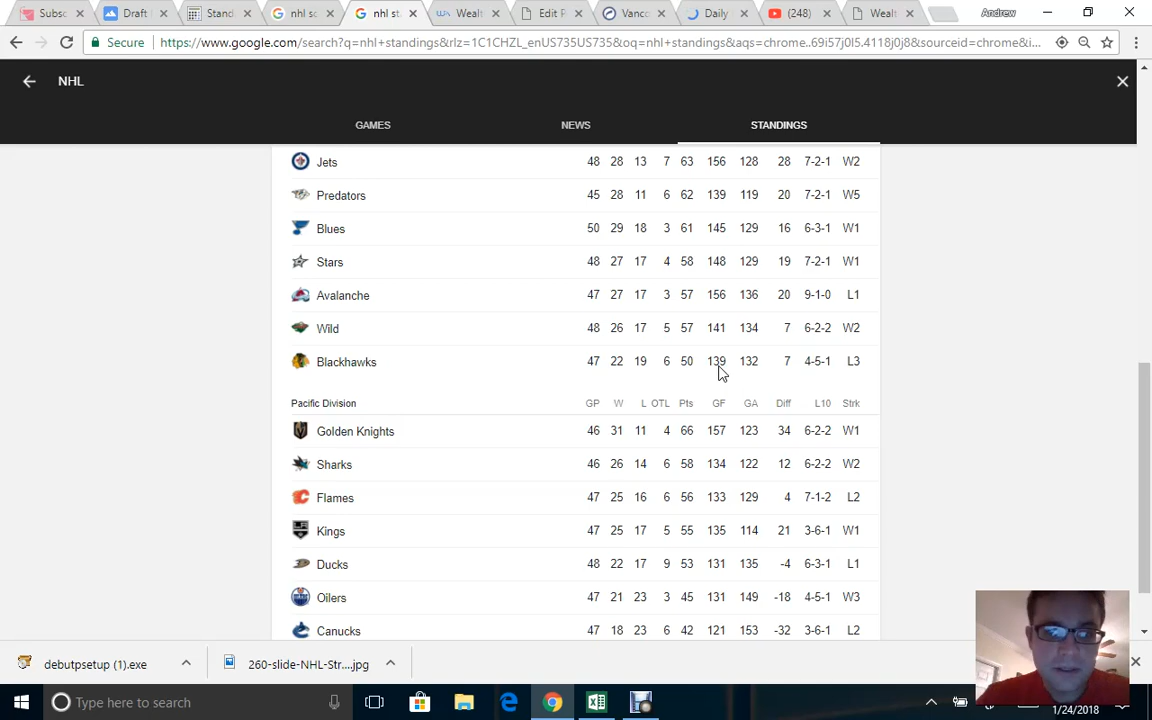 Subsc
Draft
Stand
nhl sc
nhl st
Wealt
Edit P
Vanco
Daily
(248)
Wealt
Andrew
Secure
https://www.google.com/search?q=nhl+standings&rlz=1C1CHZL_enUS735US735&oq=nhl+standings&aqs=chrome..69i57j0l5.4118j0j8&sourceid=chrome&i...
NHL
GAMES NEWS STANDINGS
Jets 48 28 13 7 63 156 128 28 7-2-1 W2
Predators 45 28 11 6 62 139 119 20 7-2-1 W5
Blues 50 29 18 3 61 145 129 16 6-3-1 W1
Stars 48 27 17 4 58 148 129 19 7-2-1 W1
Avalanche 47 27 17 3 57 156 136 20 9-1-0 L1
Wild 48 26 17 5 57 141 134 7 6-2-2 W2
Blackhawks 47 22 19 6 50 139 132 7 4-5-1 L3
Pacific Division GP W L OTL Pts GF GA Diff L10 Strk
Golden Knights 46 31 11 4 66 157 123 34 6-2-2 W1
Sharks 46 26 14 6 58 134 122 12 6-2-2 W2
Flames 47 25 16 6 56 133 129 4 7-1-2 L2
Kings 47 25 17 5 55 135 114 21 3-6-1 W1
Ducks 48 22 17 9 53 131 135 -4 6-3-1 L1
Oilers 47 21 23 3 45 131 149 -18 4-5-1 W3
Canucks 47 18 23 6 42 121 153 -32 3-6-1 L2
debutpsetup (1).exe
260-slide-NHL-Str....jpg
Type here to search
1/24/2018